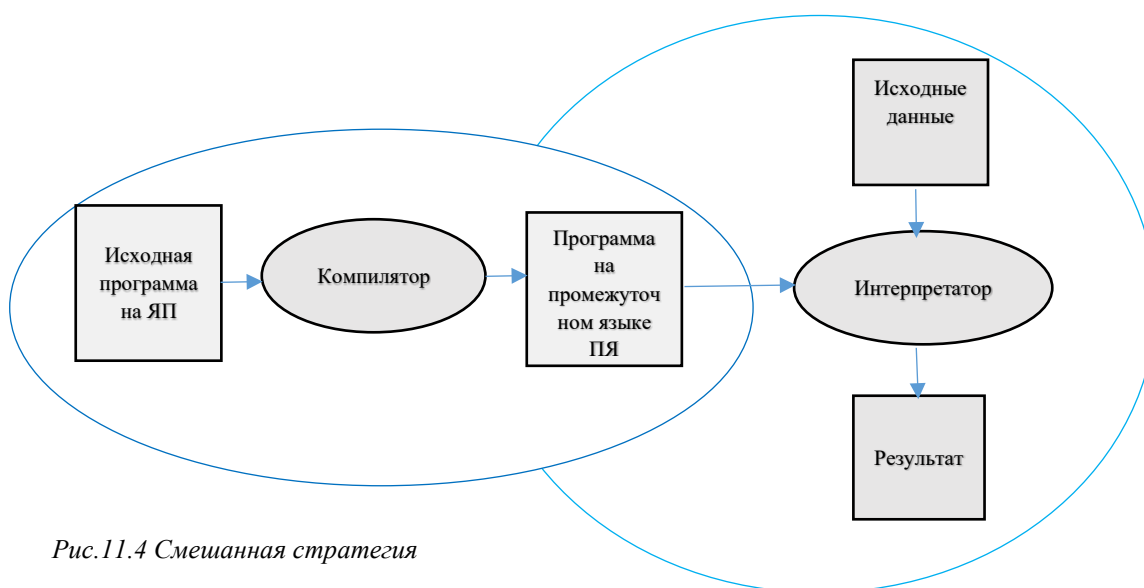 Исходные
данные
Исходная
программа
на ЯП
Компилятор
Программа
на
промежуточ
ном языке
ПЯ
Интерпретатор
Результат
Рис.11.4 Смешанная стратегия